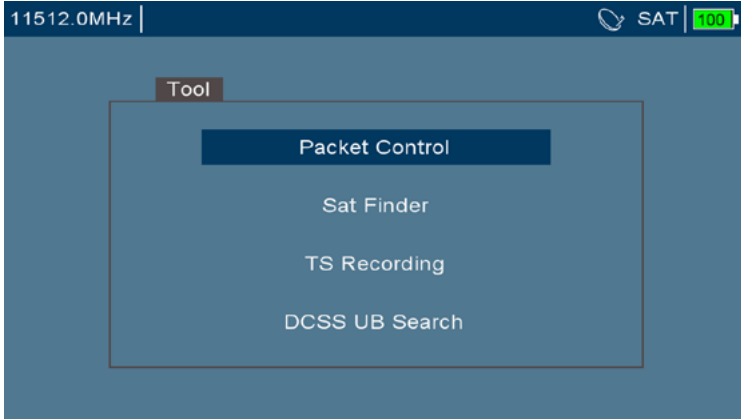 11512.0MHz SAT 100
Tool
Packet Control
Sat Finder
TS Recording
DCSS UB Search